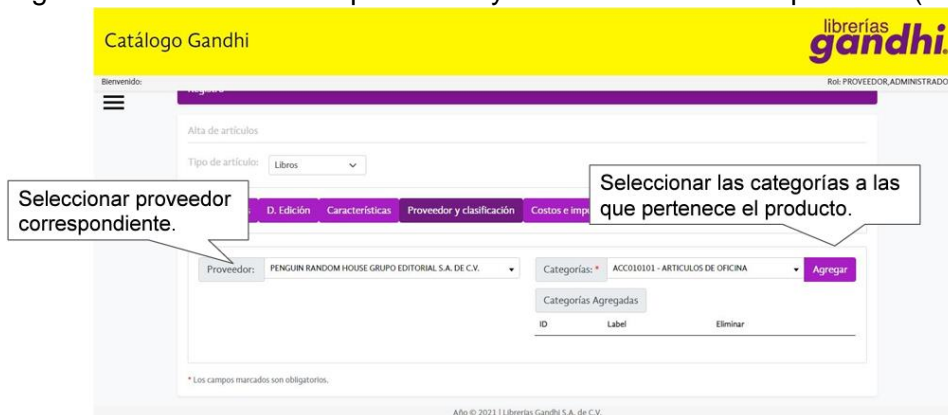 Catálogo Gandhi
librerías
gandhi.
Bienvenido:
Rol: PROVEEDOR,ADMINISTRADO
Alta de artículos
Tipo de artículo: Libros
Seleccionar proveedor
correspondiente.
Seleccionar las categorías a las
que pertenece el producto.
D. Edición Características Proveedor y clasificación Costos e impu
Proveedor: PENGUIN RANDOM HOUSE GRUPO EDITORIAL S.A. DE C.V.
Categorías: * ACC010101 - ARTICULOS DE OFICINA Agregar
Categorías Agregadas
ID Label Eliminar
* Los campos marcados son obligatorios.
Año © 2021 | Librerías Gandhi S.A. de C.V.